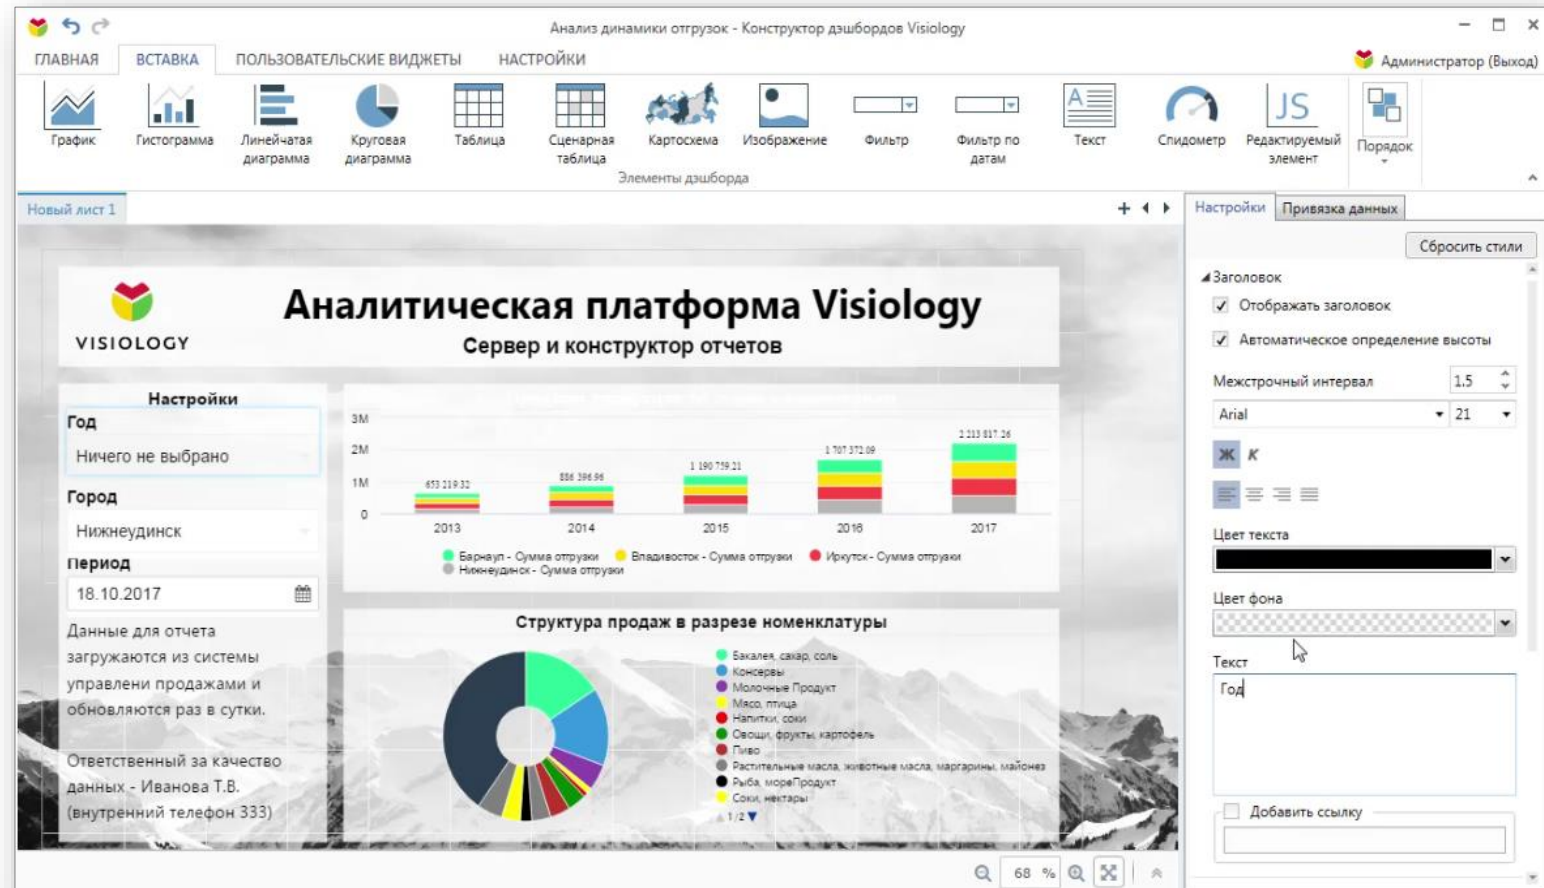 Анализ динамики отгрузок - Конструктор дэшбордов Visiology
ГЛАВНАЯ ВСТАВКА ПОЛЬЗОВАТЕЛЬСКИЕ ВИДЖЕТЫ НАСТРОЙКИ
Администратор (Выход)
График
Гистограмма
Линейчатая
диаграмма
Круговая
диаграмма
Таблица
Сценарная
таблица
Картосхема
Изображение
Фильтр
Фильтр по
датам
Текст
Спидометр
JS
Редактируемый
элемент
Порядок
Элементы дэшборда
Новый лист 1
VISIOLOGY
Аналитическая платформа Visiology
Сервер и конструктор отчетов
Настройки
Год
Ничего не выбрано
Город
Нижнеудинск
Период
18.10.2017
Данные для отчета
загружаются из системы
управлени продажами и
обновляются раз в сутки.
Ответственный за качество
данных - Иванова Т.В.
(внутренний телефон 333)
3M
2M
1M
0
653 219.32
886 396.96
1 190 759.21
1 707 372.09
2 213 817.26
2013 2014 2015 2016 2017
Барнаул - Сумма отгрузки Владивосток - Сумма отгрузки Иркутск - Сумма отгрузки
Нижнеудинск - Сумма отгрузки
Структура продаж в разрезе номенклатуры
Бакалея, сахар, соль
Консервы
Молочные Продукт
Мясо, птица
Напитки, соки
Овощи, фрукты, картофель
Пиво
Растительные масла, животные масла, маргарины, майонез
Рыба, мореПродукт
Соки, нектары
1/2
68 %
Настройки Привязка данных
Сбросить стили
Заголовок
Отображать заголовок
Автоматическое определение высоты
Межстрочный интервал 1.5
Arial 21
Ж К
Цвет текста
Цвет фона
Текст
Год
Добавить ссылку